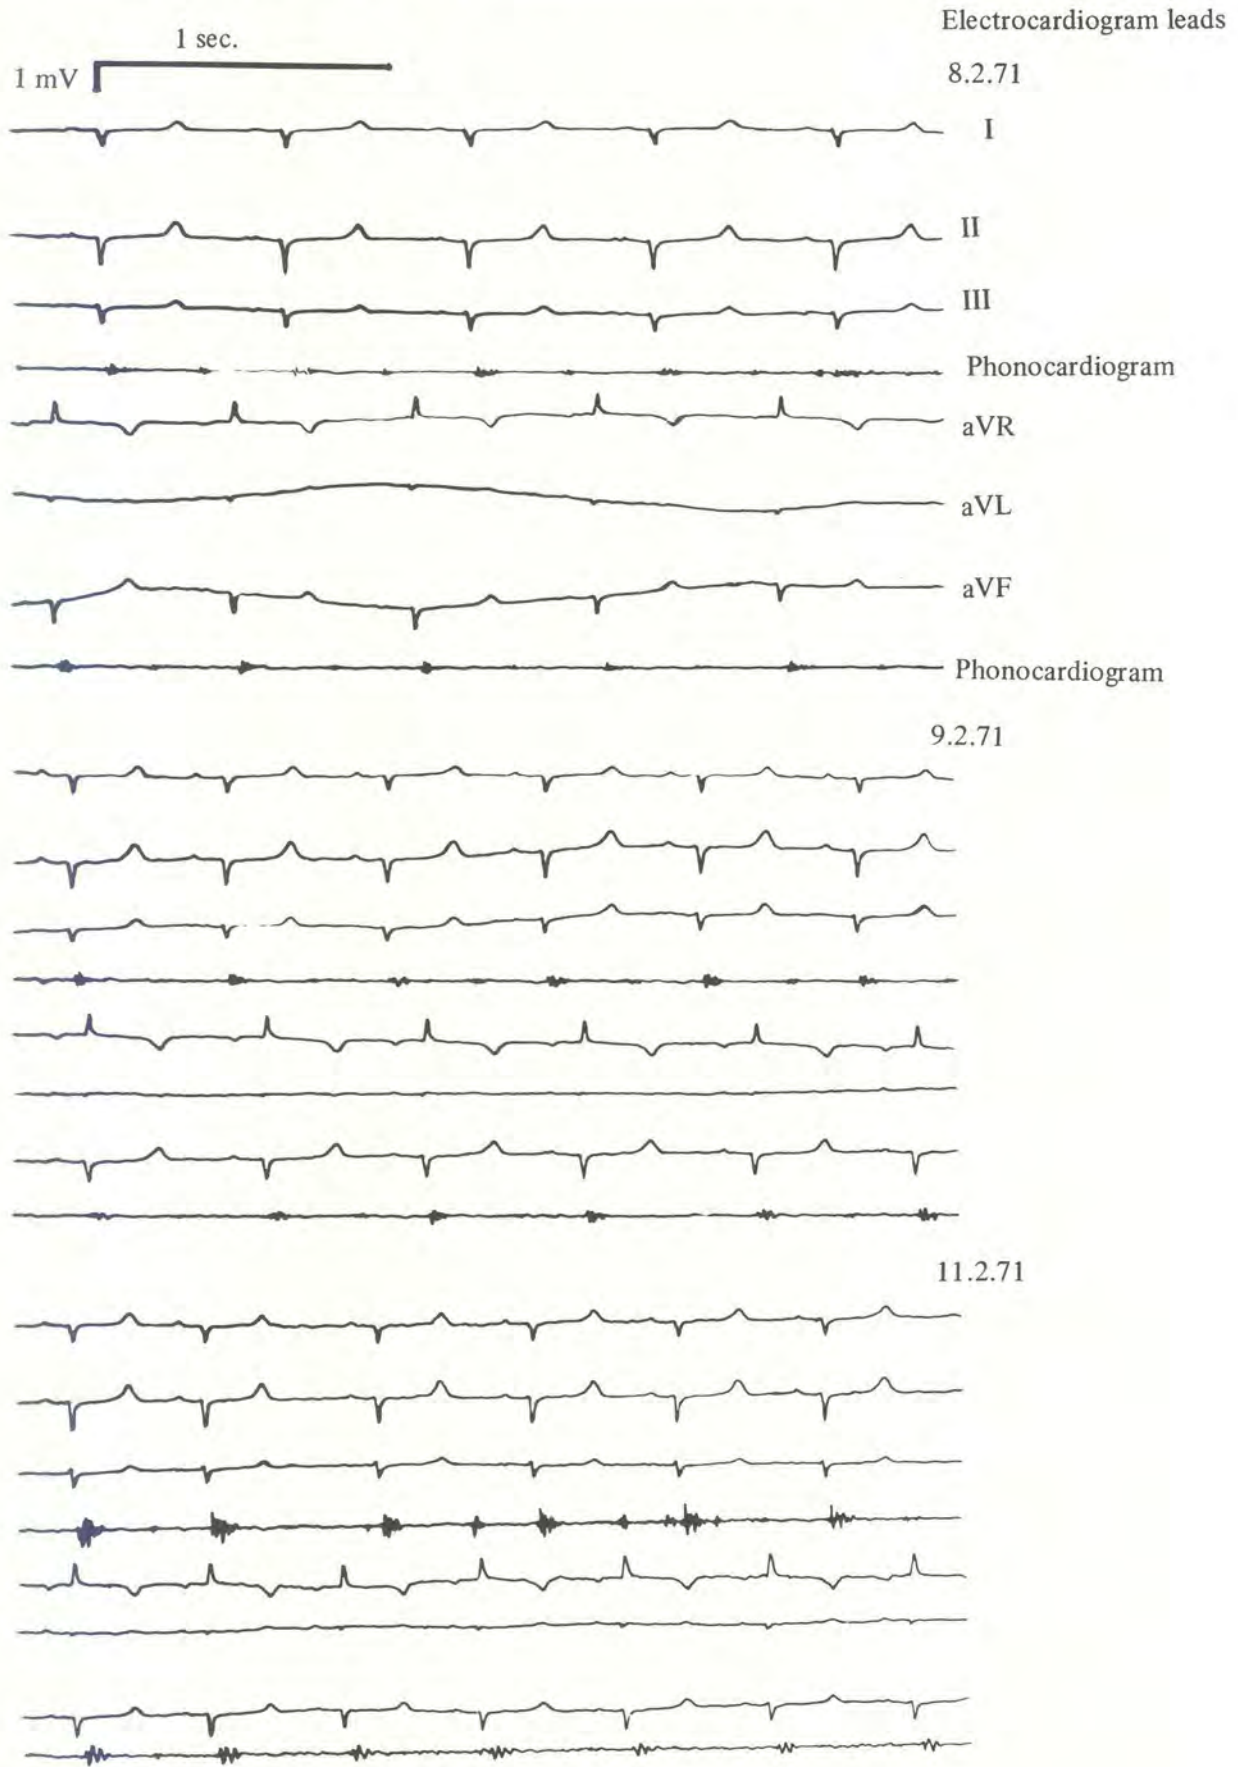 Electrocardiogram leads
1 sec.
1 mV
8.2.71
I
II
III
Phonocardiogram
aVR
aVL
aVF
Phonocardiogram
9.2.71
11.2.71